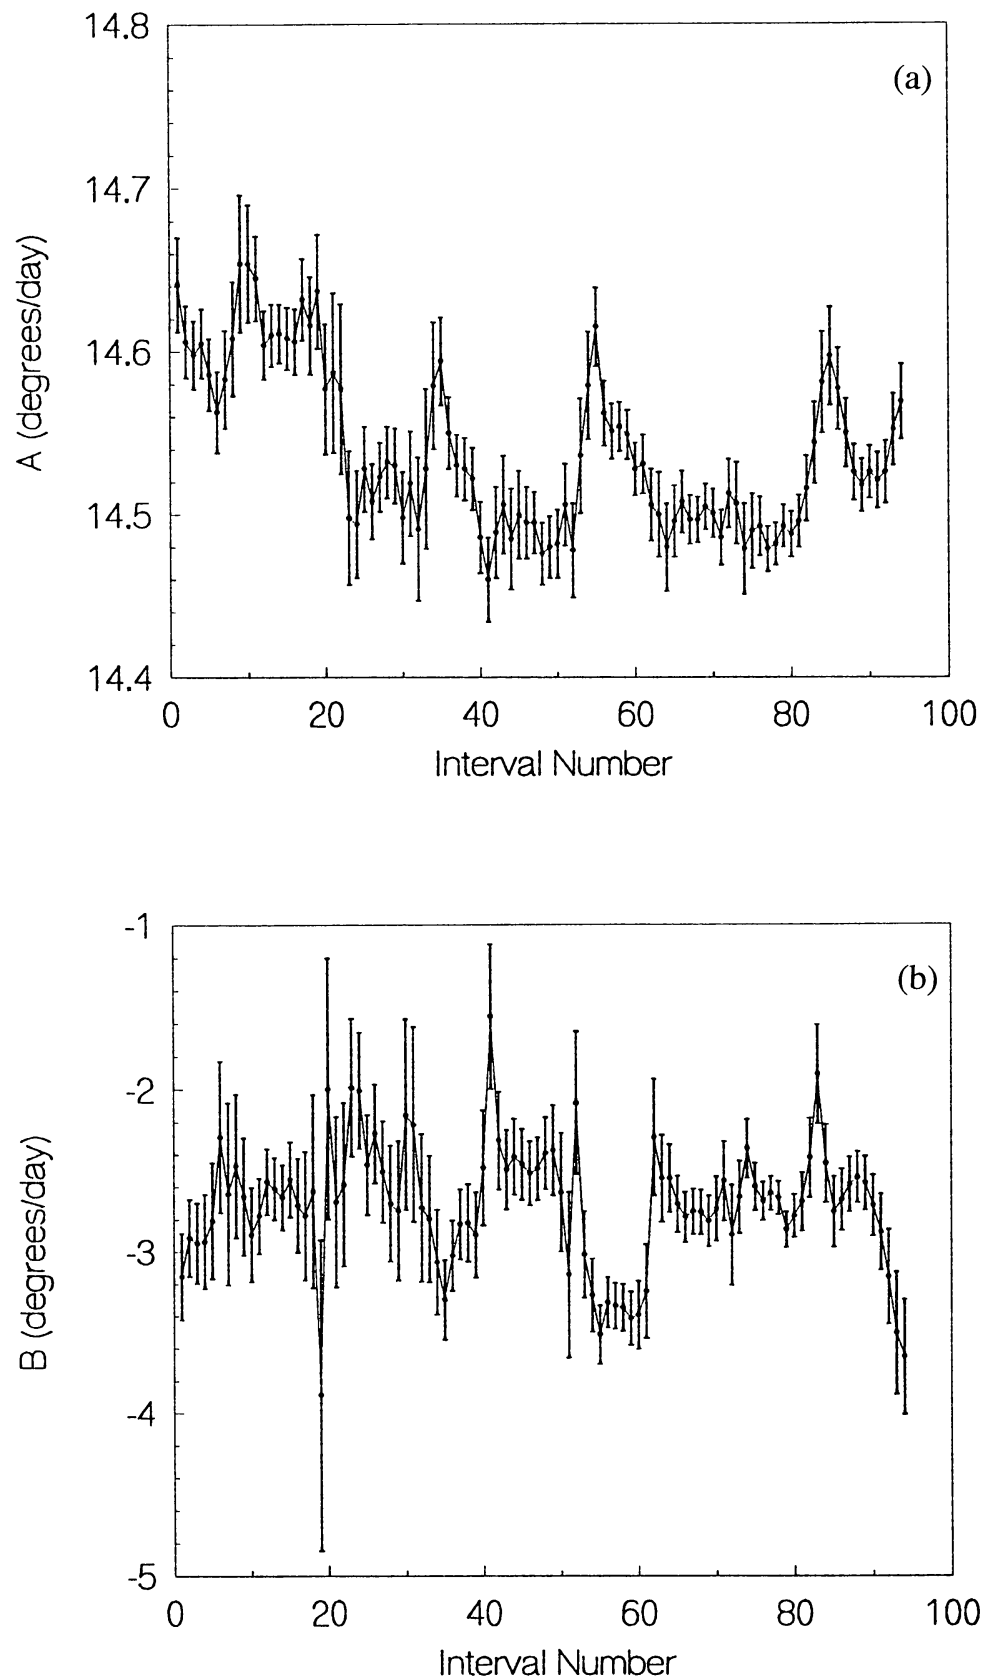 14.8
(a)
14.7
A (degrees/day)
14.6
14.5
14.4
0 20 40 60 80 100
Interval Number
-1
(b)
-2
B (degrees/day)
-3
-4
-5
0 20 40 60 80 100
Interval Number